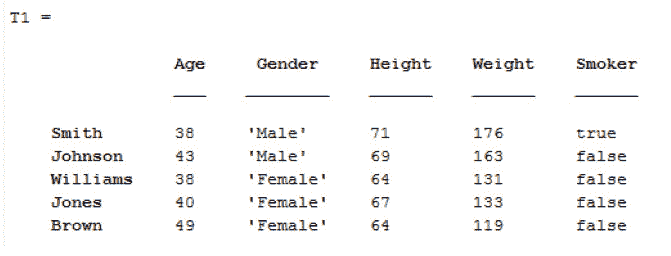 T1 =
Age Gender Height Weight Smoker
Smith 38 'Male' 71 176 true
Johnson 43 'Male' 69 163 false
Williams 38 'Female' 64 131 false
Jones 40 'Female' 67 133 false
Brown 49 'Female' 64 119 false